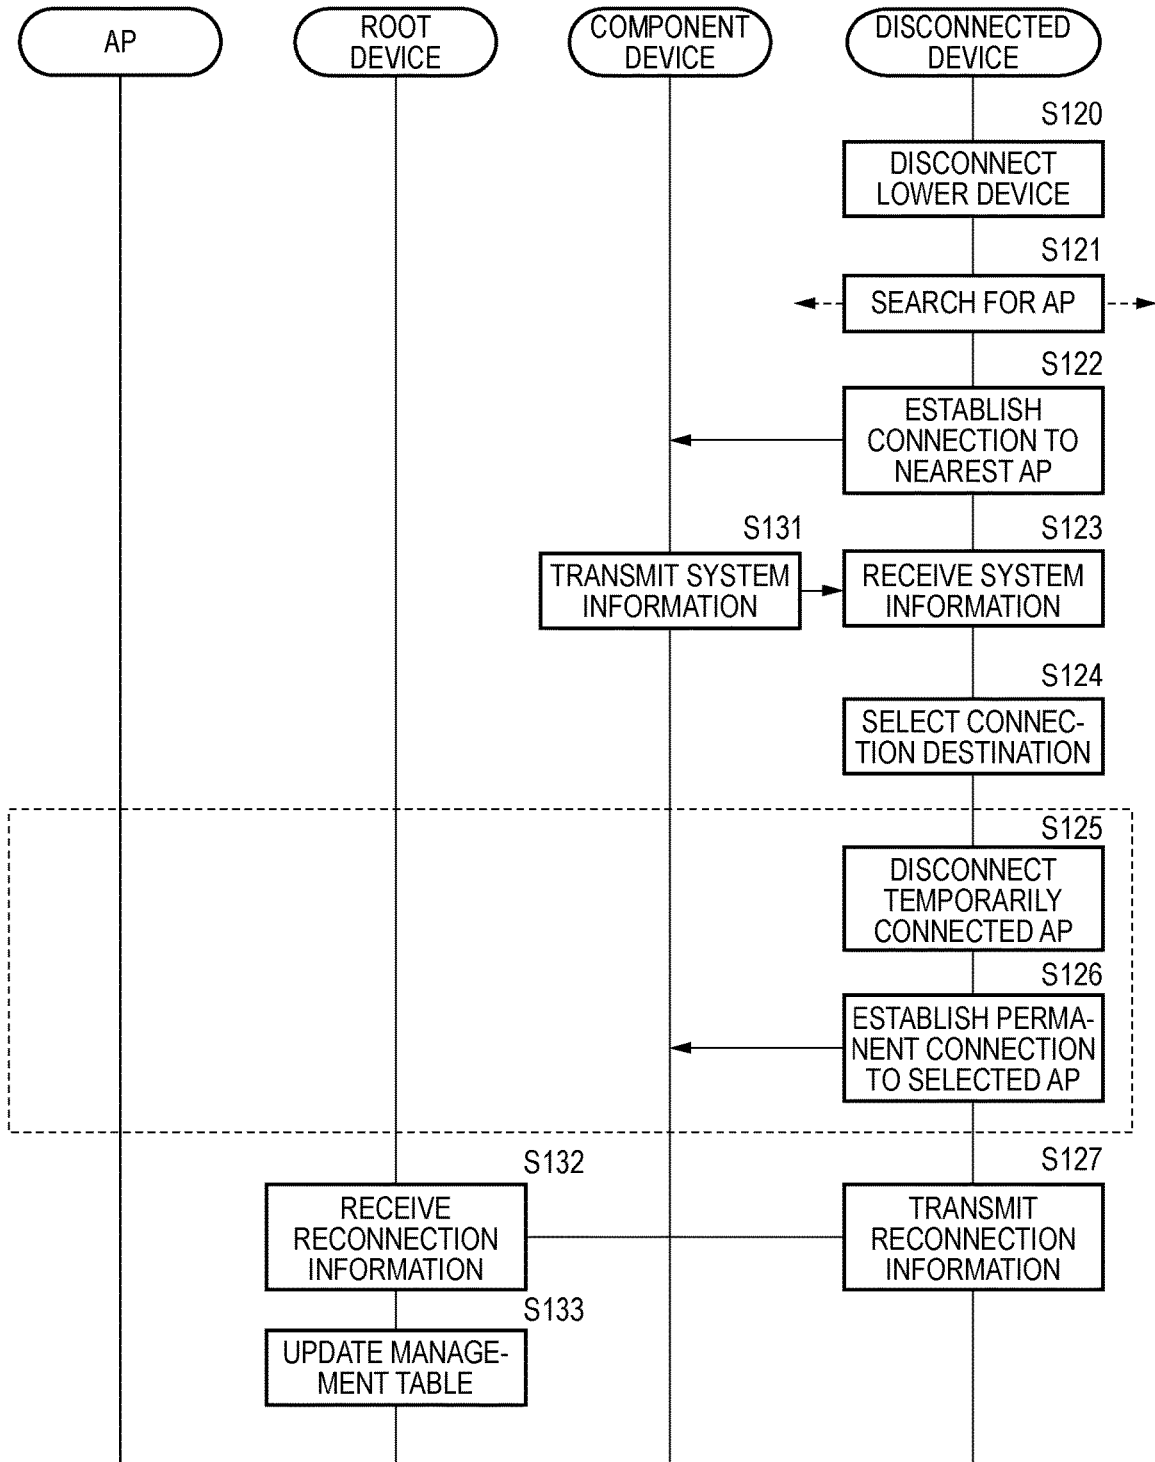 AP
ROOT
DEVICE
COMPONENT
DEVICE
DISCONNECTED
DEVICE
S120
DISCONNECT
LOWER DEVICE
S121
SEARCH FOR AP
S122
ESTABLISH
CONNECTION TO
NEAREST AP
S131
TRANSMIT SYSTEM
INFORMATION
S123
RECEIVE SYSTEM
INFORMATION
S124
SELECT CONNEC-
TION DESTINATION
S125
DISCONNECT
TEMPORARILY
CONNECTED AP
S126
ESTABLISH PERMA-
NENT CONNECTION
TO SELECTED AP
S132
RECEIVE
RECONNECTION
INFORMATION
S127
TRANSMIT
RECONNECTION
INFORMATION
S133
UPDATE MANAGE-
MENT TABLE